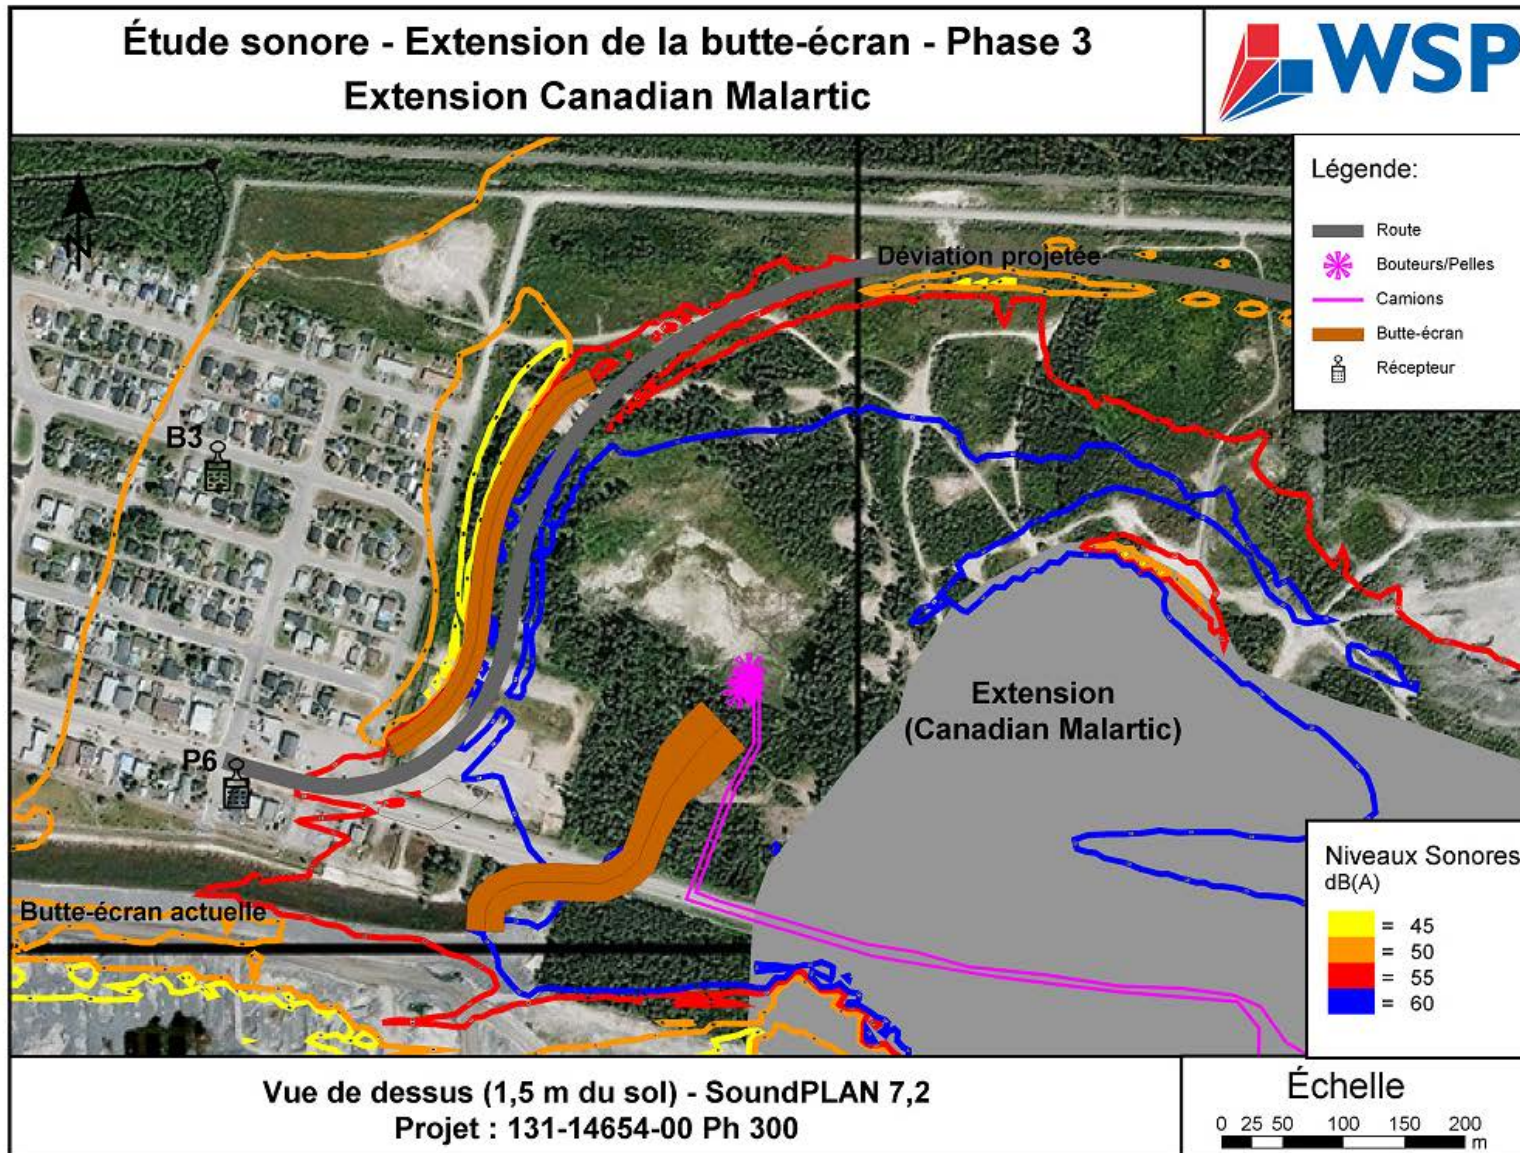 Étude sonore - Extension de la butte-écran - Phase 3
Extension Canadian Malartic
WSP
Légende:
Route
Bouteurs/Pelles
Camions
Butte-écran
Récepteur
N
Déviation projetée
B3
P6
Extension
(Canadian Malartic)
Butte-écran actuelle
Niveaux Sonores
dB(A)
= 45
= 50
= 55
= 60
Vue de dessus (1,5 m du sol) - SoundPLAN 7,2
Projet : 131-14654-00 Ph 300
Échelle
0 25 50 100 150 200
m